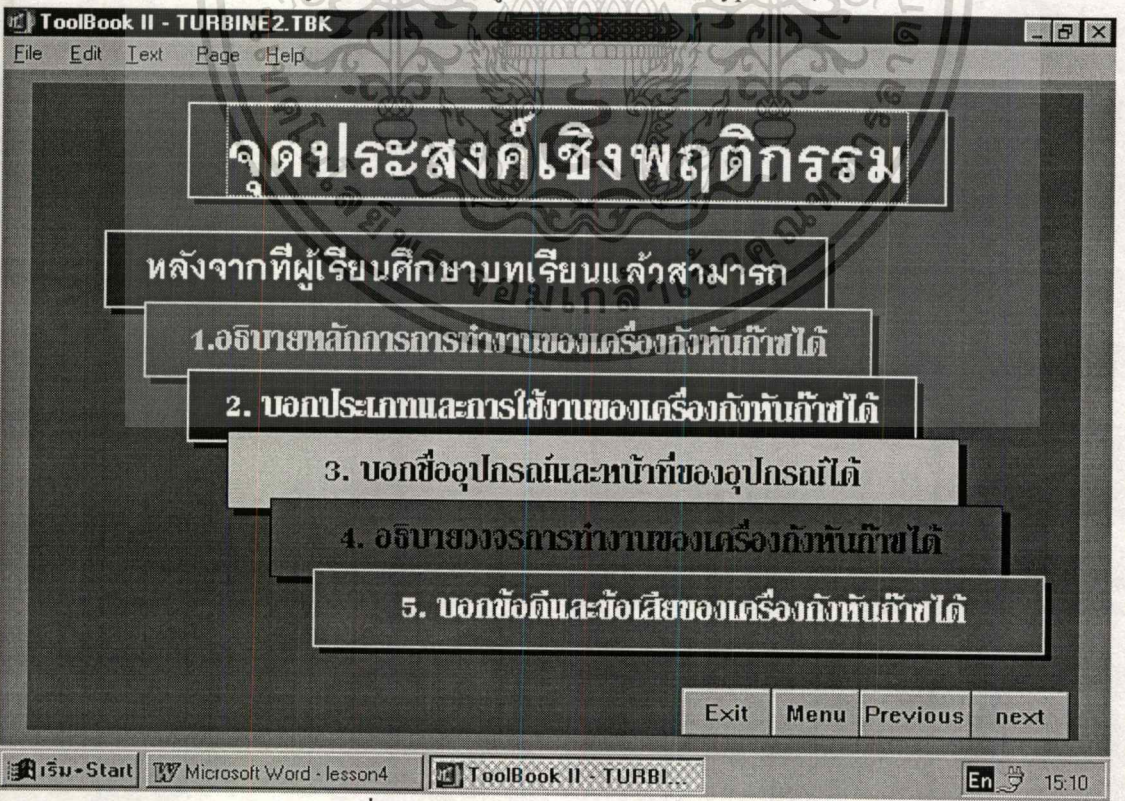 ToolBook II - TURBINE2.TBK
File Edit Text Page Help
จุดประสงค์เชิงพฤติกรรม
หลังจากที่ผู้เรียนศึกษาบทเรียนแล้วสามารถ
1.อธิบายหลักการการทำงานของเครื่องกังหันก๊าซได้
2. บอกประเภทและการใช้งานของเครื่องกังหันก๊าซได้
3. บอกชื่ออุปกรณ์และหน้าที่ของอุปกรณ์ได้
4. อธิบายวงจรการทำงานของเครื่องกังหันก๊าซได้
5. บอกข้อดีและข้อเสียของเครื่องกังหันก๊าซได้
Exit Menu Previous next
เริ่ม-Start Microsoft Word - lesson4 ToolBook II - TURBI... En 15:10